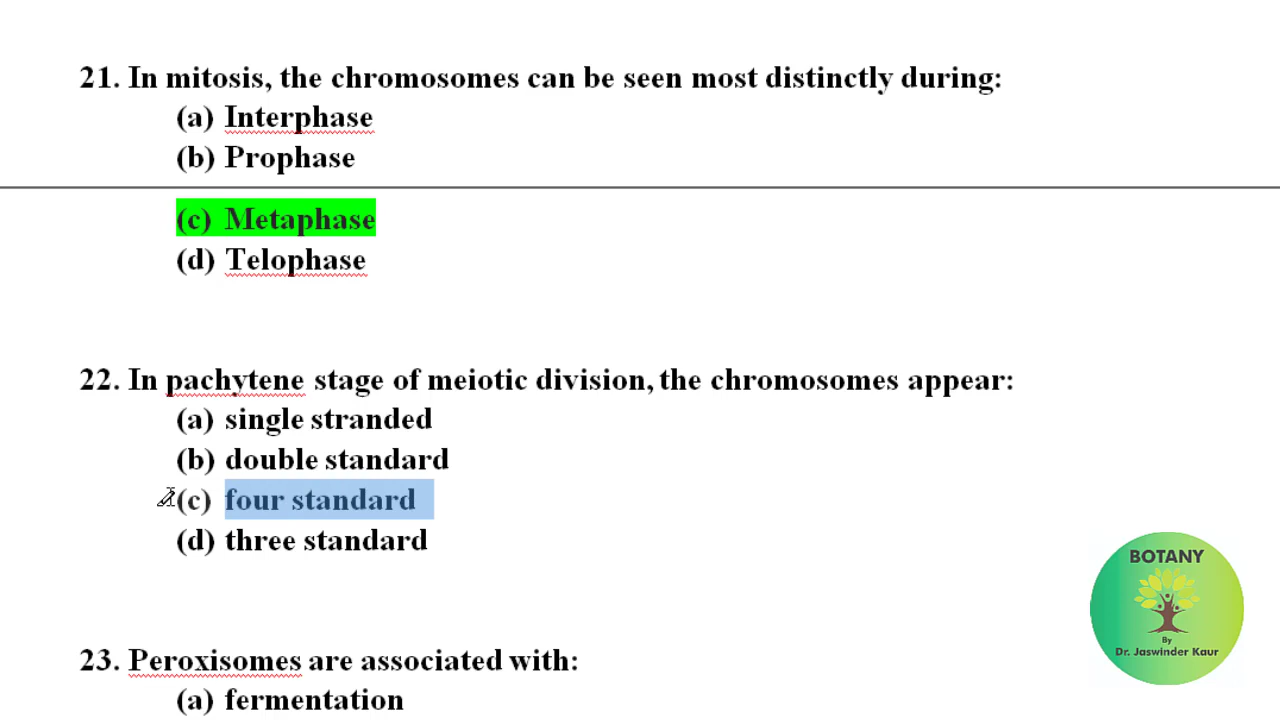 21. In mitosis, the chromosomes can be seen most distinctly during:
(a) Interphase
(b) Prophase
(c) Metaphase
(d) Telophase
22. In pachytene stage of meiotic division, the chromosomes appear:
(a) single stranded
(b) double standard
(c) four standard
(d) three standard
BOTANY
By
Dr. Jaswinder Kaur
23. Peroxisomes are associated with:
(a) fermentation